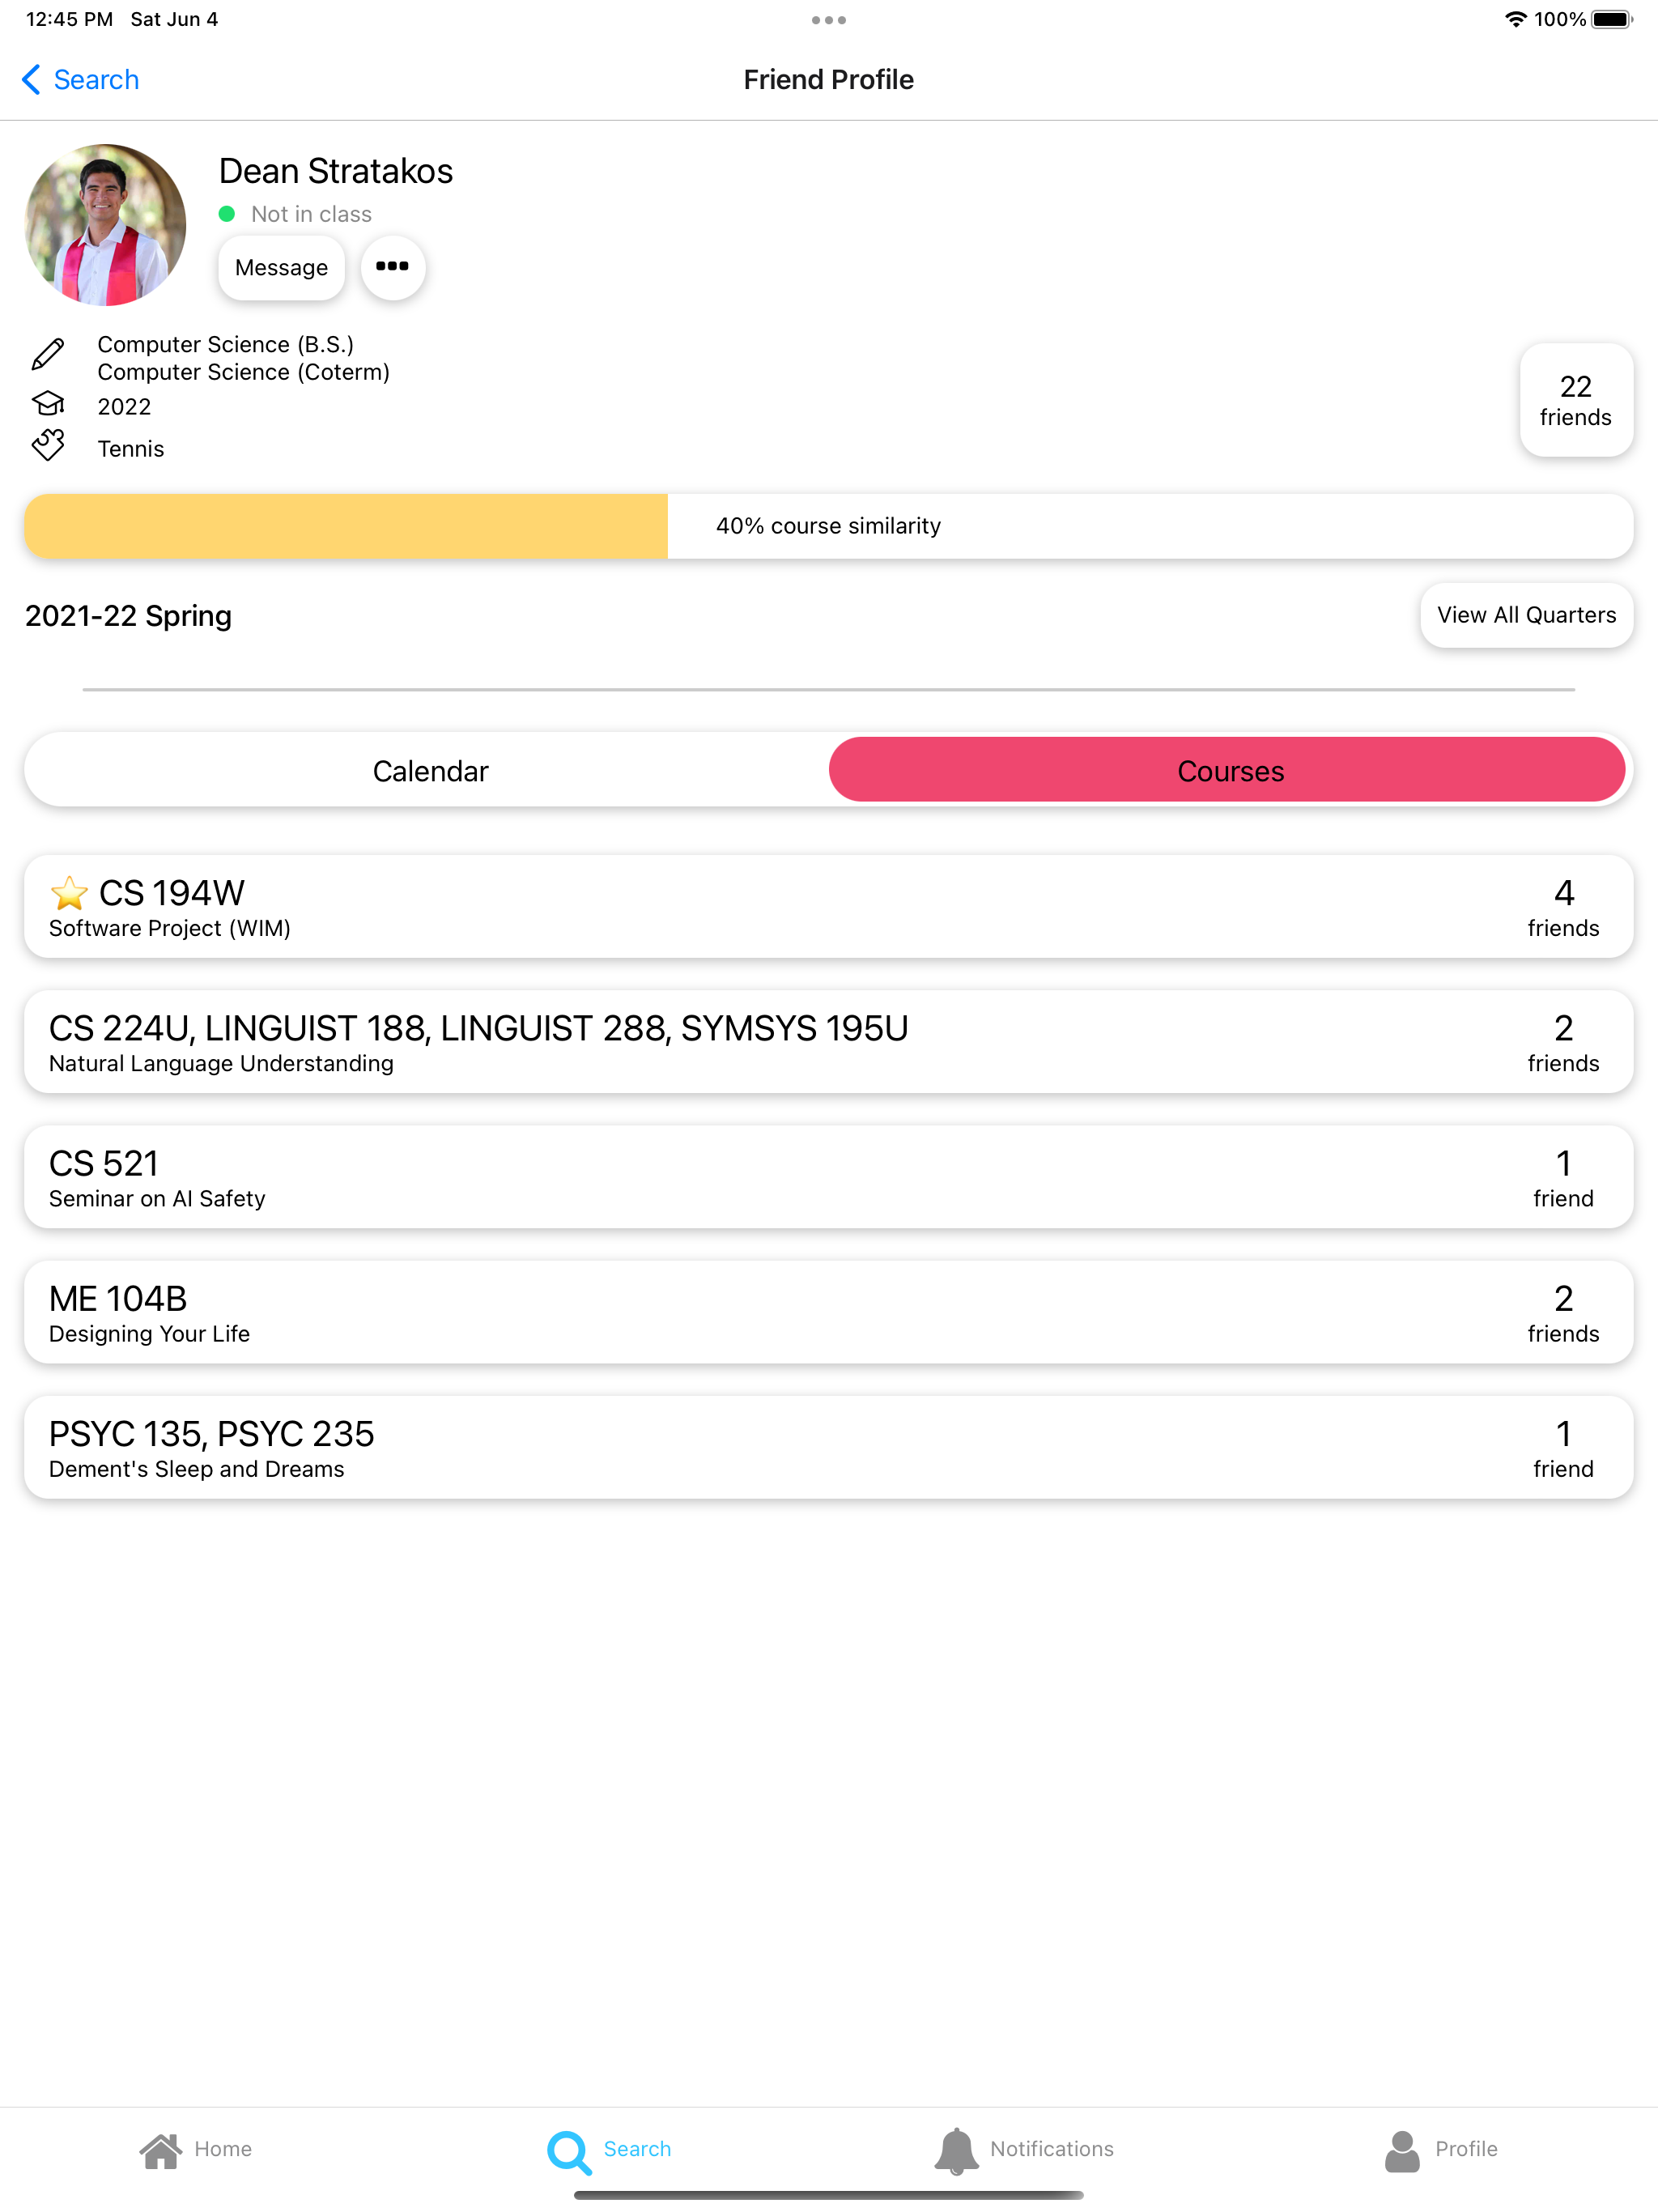 12:45 PM Sat Jun 4
100%
Search
Friend Profile
Dean Stratakos
Not in class
Message
Computer Science (B.S.)
Computer Science (Coterm)
2022
Tennis
22
friends
40% course similarity
2021-22 Spring
View All Quarters
Calendar
Courses
CS 194W
Software Project (WIM)
4
friends
CS 224U, LINGUIST 188, LINGUIST 288, SYMSYS 195U
Natural Language Understanding
2
friends
CS 521
Seminar on AI Safety
1
friend
ME 104B
Designing Your Life
2
friends
PSYC 135, PSYC 235
Dement's Sleep and Dreams
1
friend
Home
Search
Notifications
Profile